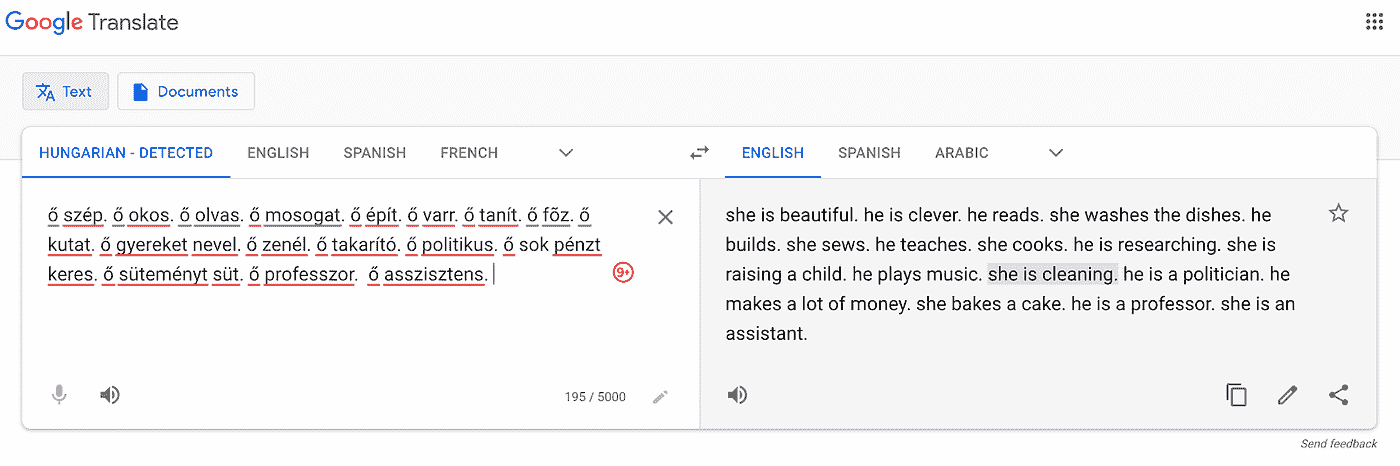 Google Translate
Text
Documents
HUNGARIAN - DETECTED
ENGLISH
SPANISH
FRENCH
ENGLISH
SPANISH
ARABIC
ő szép. ő okos. ő olvas. ő mosogat. ő épít. ő varr. ő tanít. ő fõz. ő
kutat. ő gyereket nevel. ő zenél. ő takarító. ő politikus. ő sok pénzt
keres. ő süteményt süt. ő professzor.  ő asszisztens.
9+
195 / 5000
she is beautiful. he is clever. he reads. she washes the dishes. he
builds. she sews. he teaches. she cooks. he is researching. she is
raising a child. he plays music. she is cleaning. he is a politician. he
makes a lot of money. she bakes a cake. he is a professor. she is an
assistant.
Send feedback